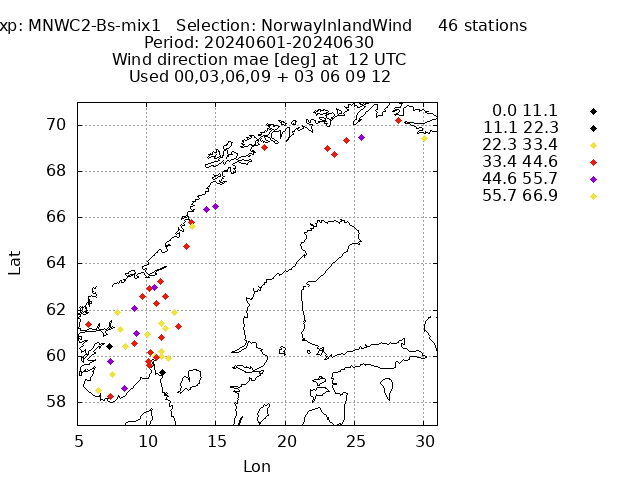 xp: MNWC2-Bs-mix1 Selection: NorwayInlandWind 46 stations
Period: 20240601-20240630
Wind direction mae [deg] at 12 UTC
Used 00,03,06,09 + 03 06 09 12
0.0 11.1
11.1 22.3
22.3 33.4
33.4 44.6
44.6 55.7
55.7 66.9
70
68
66
64
62
60
58
Lat
5 10 15 20 25 30
Lon